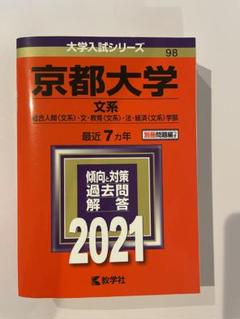 大学入試シリーズ
98
京都大学
文系
総合人間〈文系〉・文・教育〈文系〉・法・経済〈文系〉学部
最近7カ年
別冊問題編
傾向と対策
過去問
解答
2021
教学社